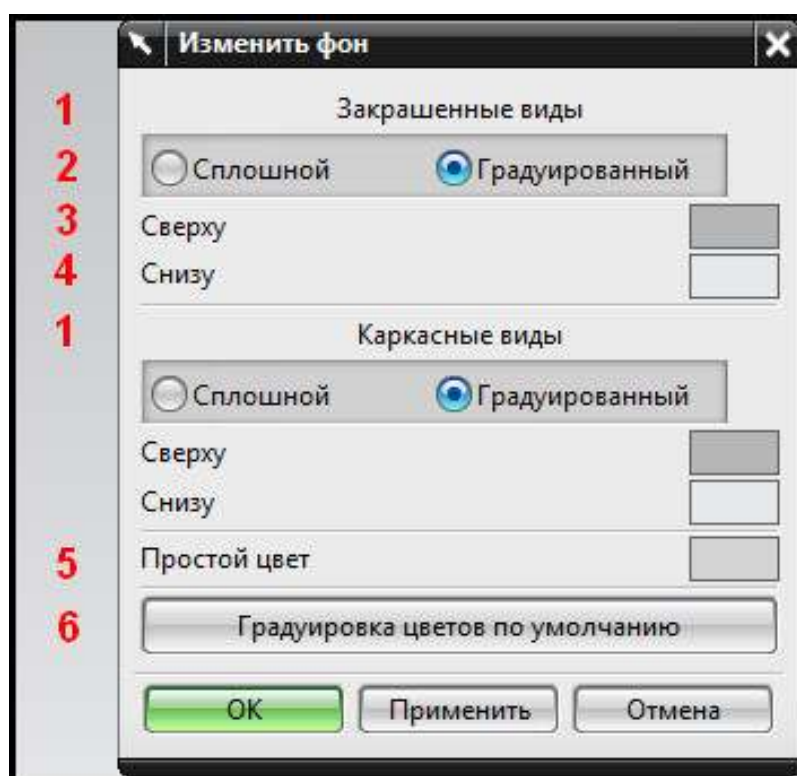 Изменить фон
1 Закрашенные виды
2 Сплошной Градуированный
3 Сверху
4 Снизу
1 Каркасные виды
Сплошной Градуированный
Сверху
Снизу
5 Простой цвет
6 Градуировка цветов по умолчанию
OK Применить Отмена